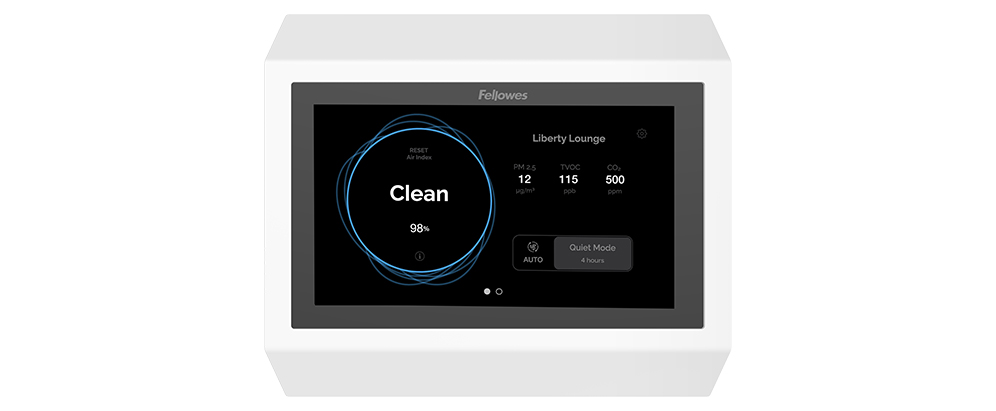 Fellowes
RESET
Air Index
Clean
98%
Liberty Lounge
PM 2.5
12
µg/m³
TVOC
115
ppb
CO₂
500
ppm
AUTO
Quiet Mode
4 hours